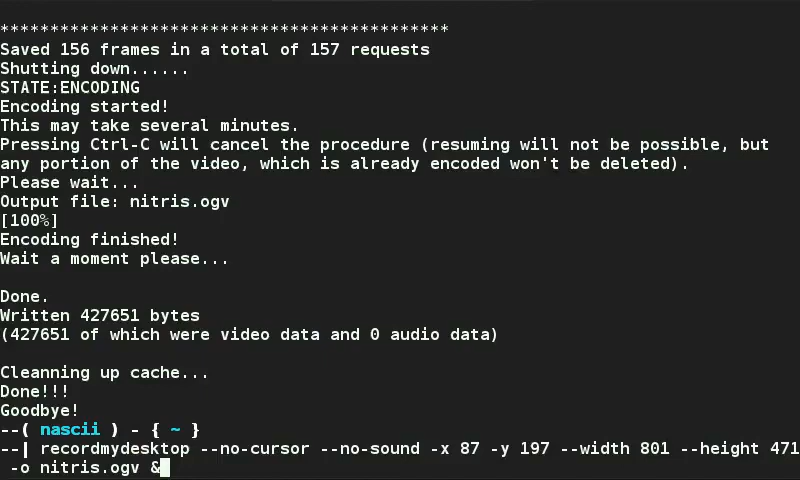 *********************************************
Saved 156 frames in a total of 157 requests
Shutting down......
STATE:ENCODING
Encoding started!
This may take several minutes.
Pressing Ctrl-C will cancel the procedure (resuming will not be possible, but
any portion of the video, which is already encoded won't be deleted).
Please wait...
Output file: nitris.ogv
[100%]
Encoding finished!
Wait a moment please...
Done.
Written 427651 bytes
(427651 of which were video data and 0 audio data)
Cleanning up cache...
Done!!!
Goodbye!
--( nascii ) - { ~ }
--| recordmydesktop --no-cursor --no-sound -x 87 -y 197 --width 801 --height 471
-o nitris.ogv &